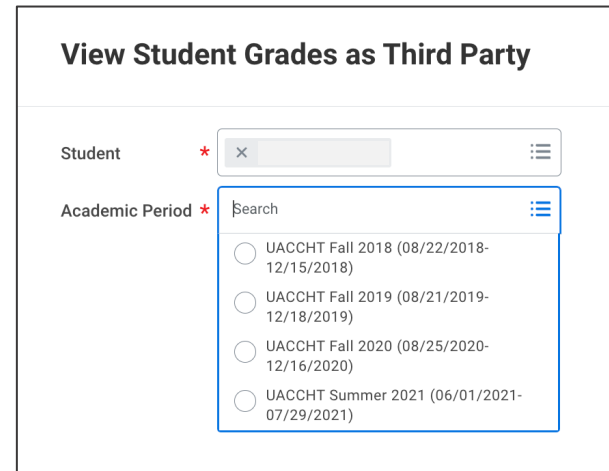 View Student Grades as Third Party
Student *
Academic Period * Search
UACCHT Fall 2018 (08/22/2018-
12/15/2018)
UACCHT Fall 2019 (08/21/2019-
12/18/2019)
UACCHT Fall 2020 (08/25/2020-
12/16/2020)
UACCHT Summer 2021 (06/01/2021-
07/29/2021)